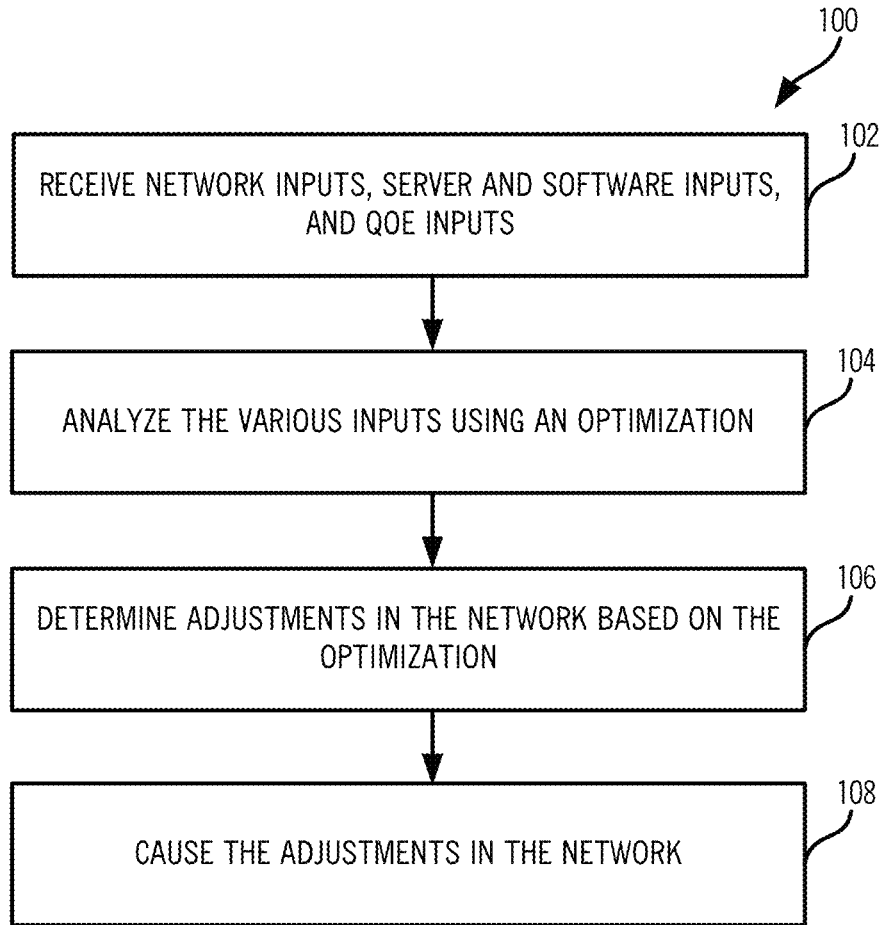 100
102
RECEIVE NETWORK INPUTS, SERVER AND SOFTWARE INPUTS,
AND QOE INPUTS
104
ANALYZE THE VARIOUS INPUTS USING AN OPTIMIZATION
106
DETERMINE ADJUSTMENTS IN THE NETWORK BASED ON THE
OPTIMIZATION
108
CAUSE THE ADJUSTMENTS IN THE NETWORK